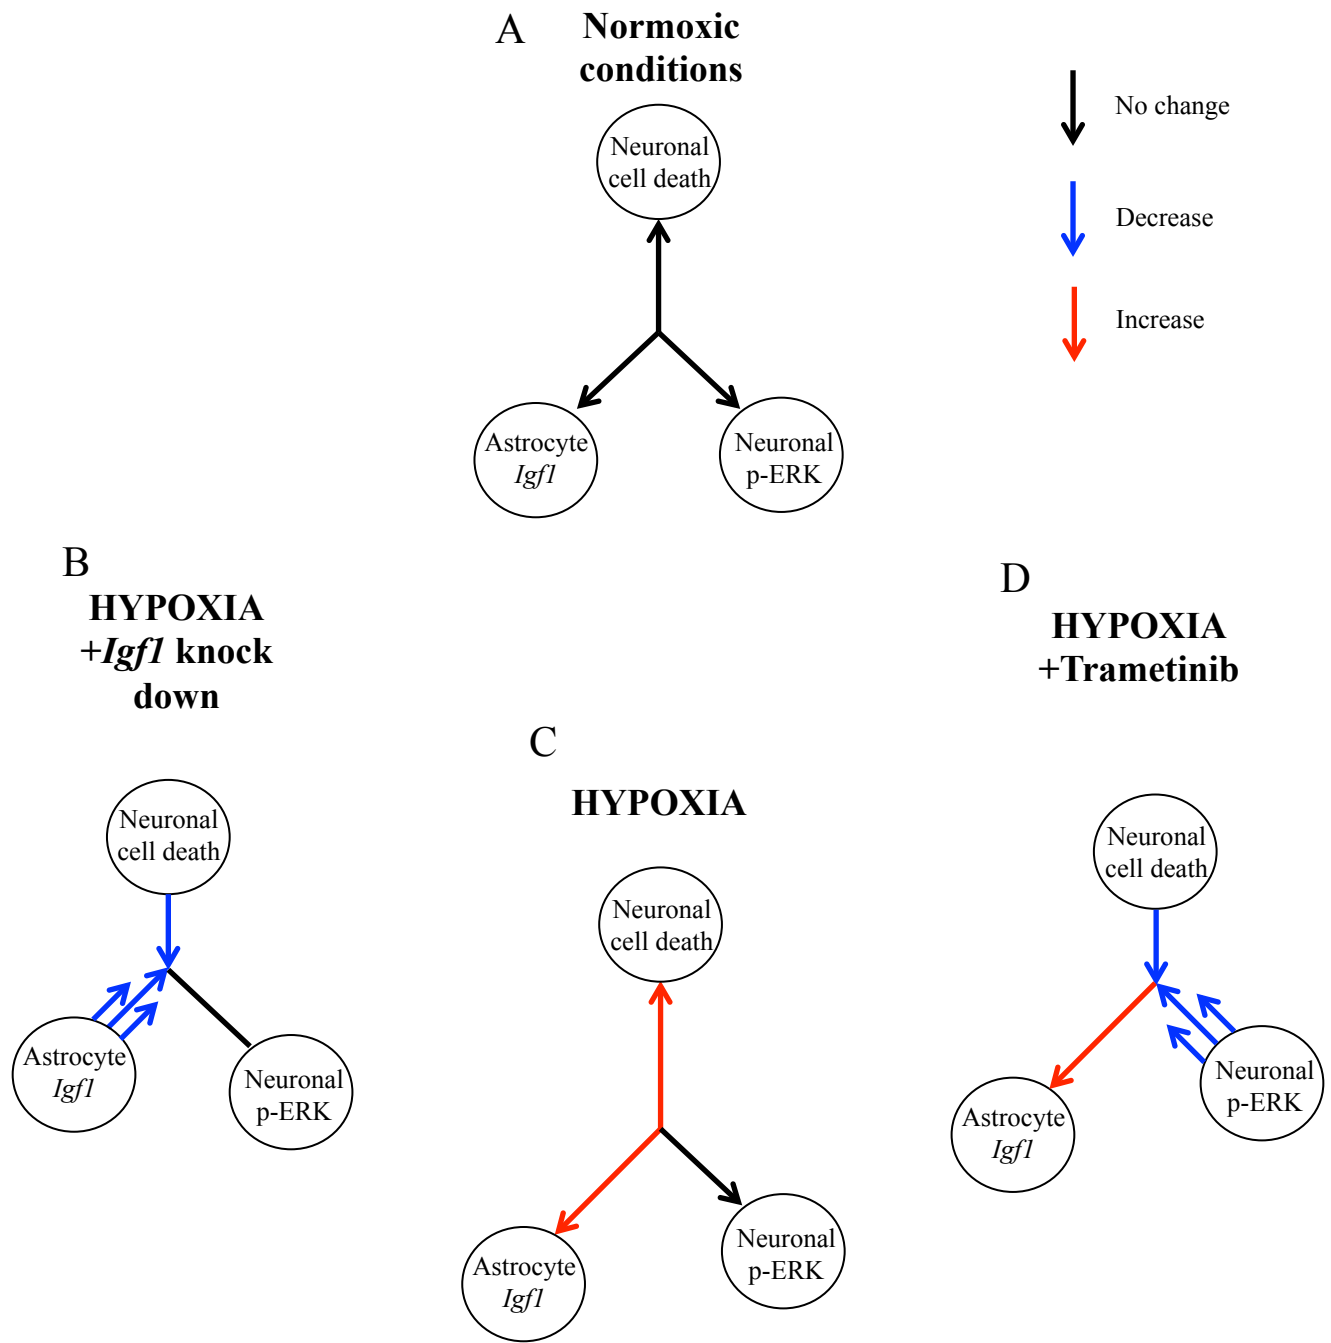 A
Normoxic
conditions
Neuronal
cell death
Astrocyte
Igf1
Neuronal
p-ERK
No change
Decrease
Increase
B
HYPOXIA
+Igf1 knock
down
Neuronal
cell death
Astrocyte
Igf1
Neuronal
p-ERK
C
HYPOXIA
Neuronal
cell death
Astrocyte
Igf1
Neuronal
p-ERK
D
HYPOXIA
+Trametinib
Neuronal
cell death
Astrocyte
Igf1
Neuronal
p-ERK